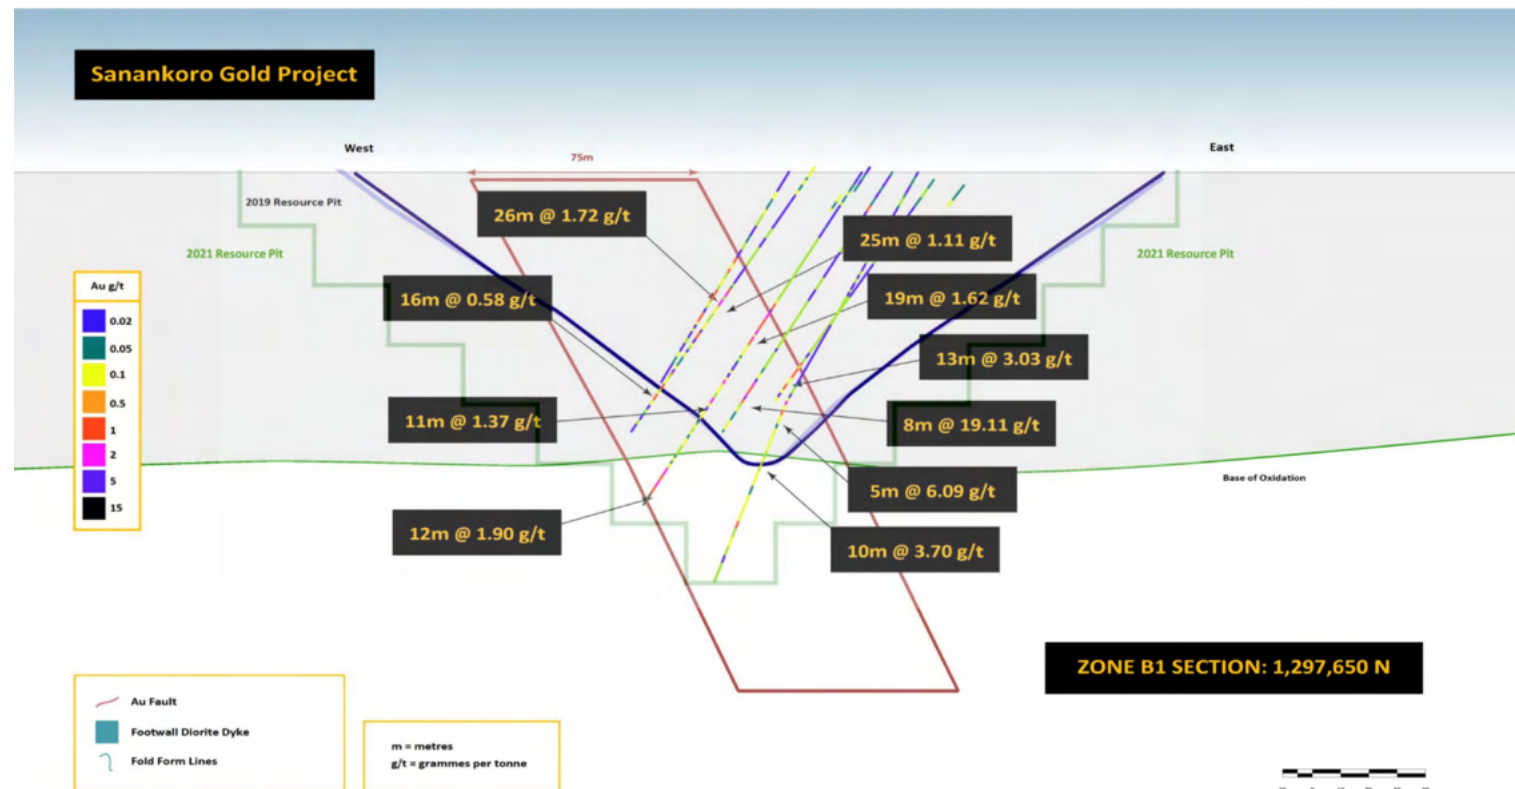 Sanankoro Gold Project
West
East
75m
2019 Resource Pit
2021 Resource Pit
2021 Resource Pit
26m @ 1.72 g/t
25m @ 1.11 g/t
16m @ 0.58 g/t
19m @ 1.62 g/t
13m @ 3.03 g/t
11m @ 1.37 g/t
8m @ 19.11 g/t
5m @ 6.09 g/t
12m @ 1.90 g/t
10m @ 3.70 g/t
Base of Oxidation
Au g/t
0.02
0.05
0.1
0.5
1
2
5
15
ZONE B1 SECTION: 1,297,650 N
Au Fault
Footwall Diorite Dyke
Fold Form Lines
m = metres
g/t = grammes per tonne